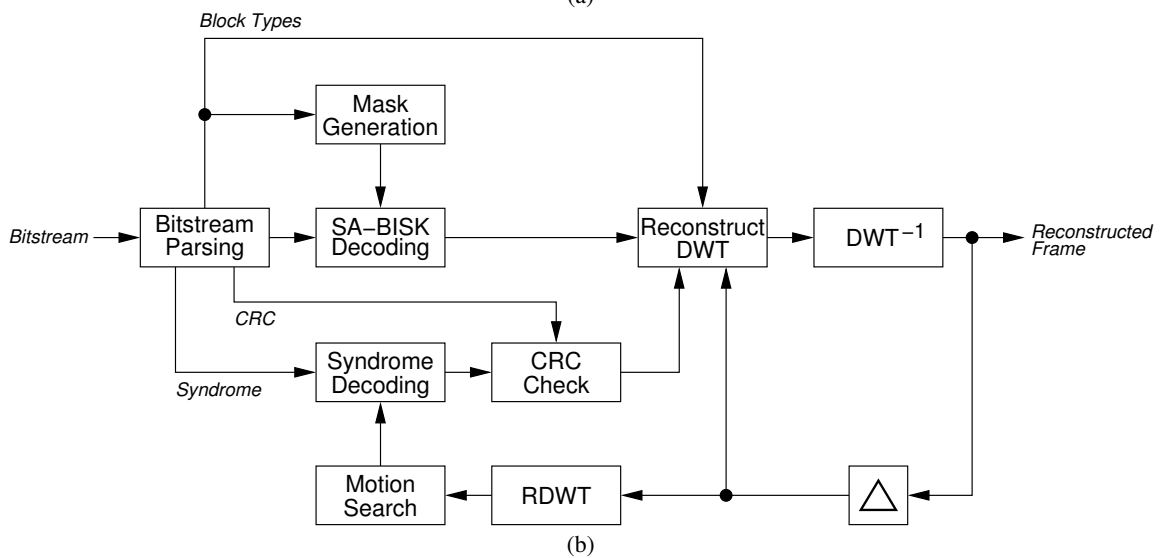 (a)
Block Types
Mask
Generation
Bitstream
Bitstream
Parsing
SA−BISK
Decoding
Reconstruct
DWT
DWT−1
Reconstructed
Frame
CRC
Syndrome
Syndrome
Decoding
CRC
Check
Motion
Search
RDWT
(b)